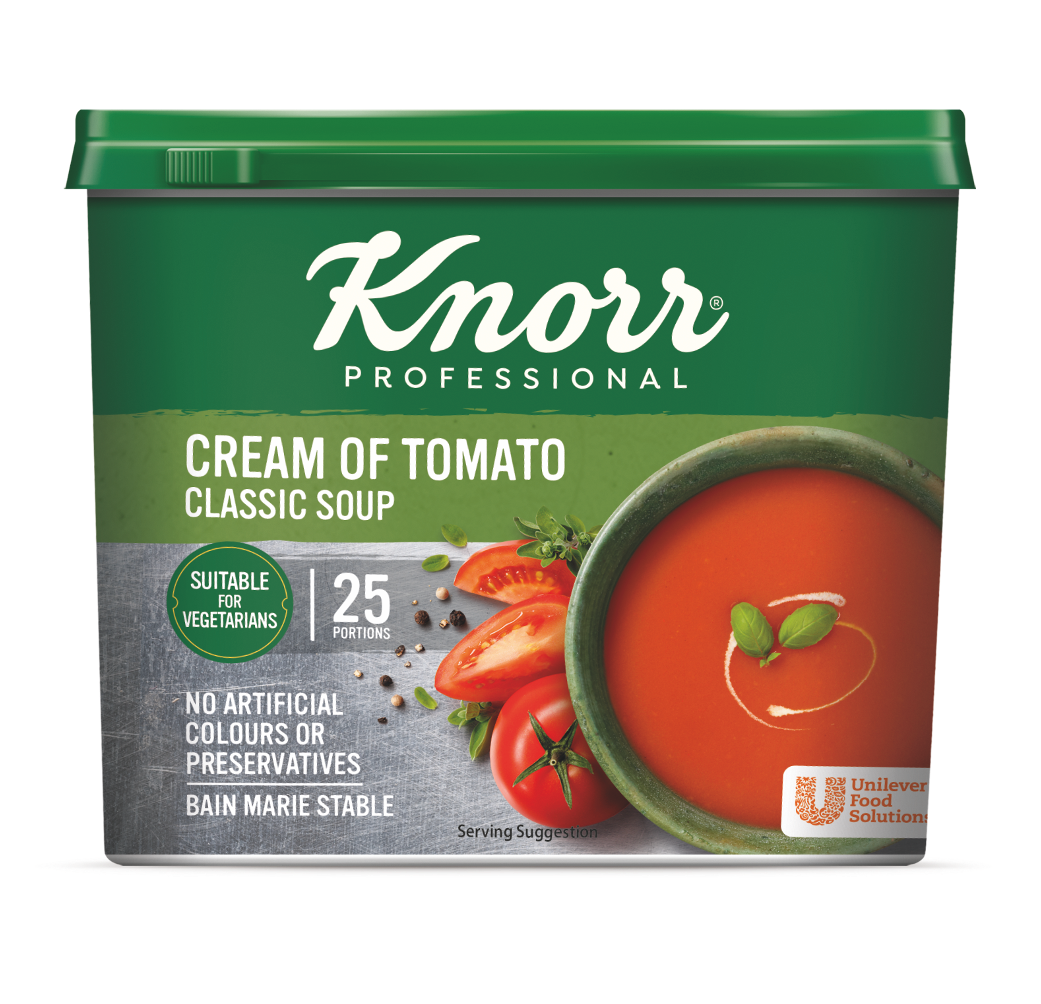 Knorr®
PROFESSIONAL
CREAM OF TOMATO
CLASSIC SOUP
SUITABLE
FOR
VEGETARIANS
25
PORTIONS
NO ARTIFICIAL
COLOURS OR
PRESERVATIVES
BAIN MARIE STABLE
Serving Suggestion
Unilever
Food
Solutions